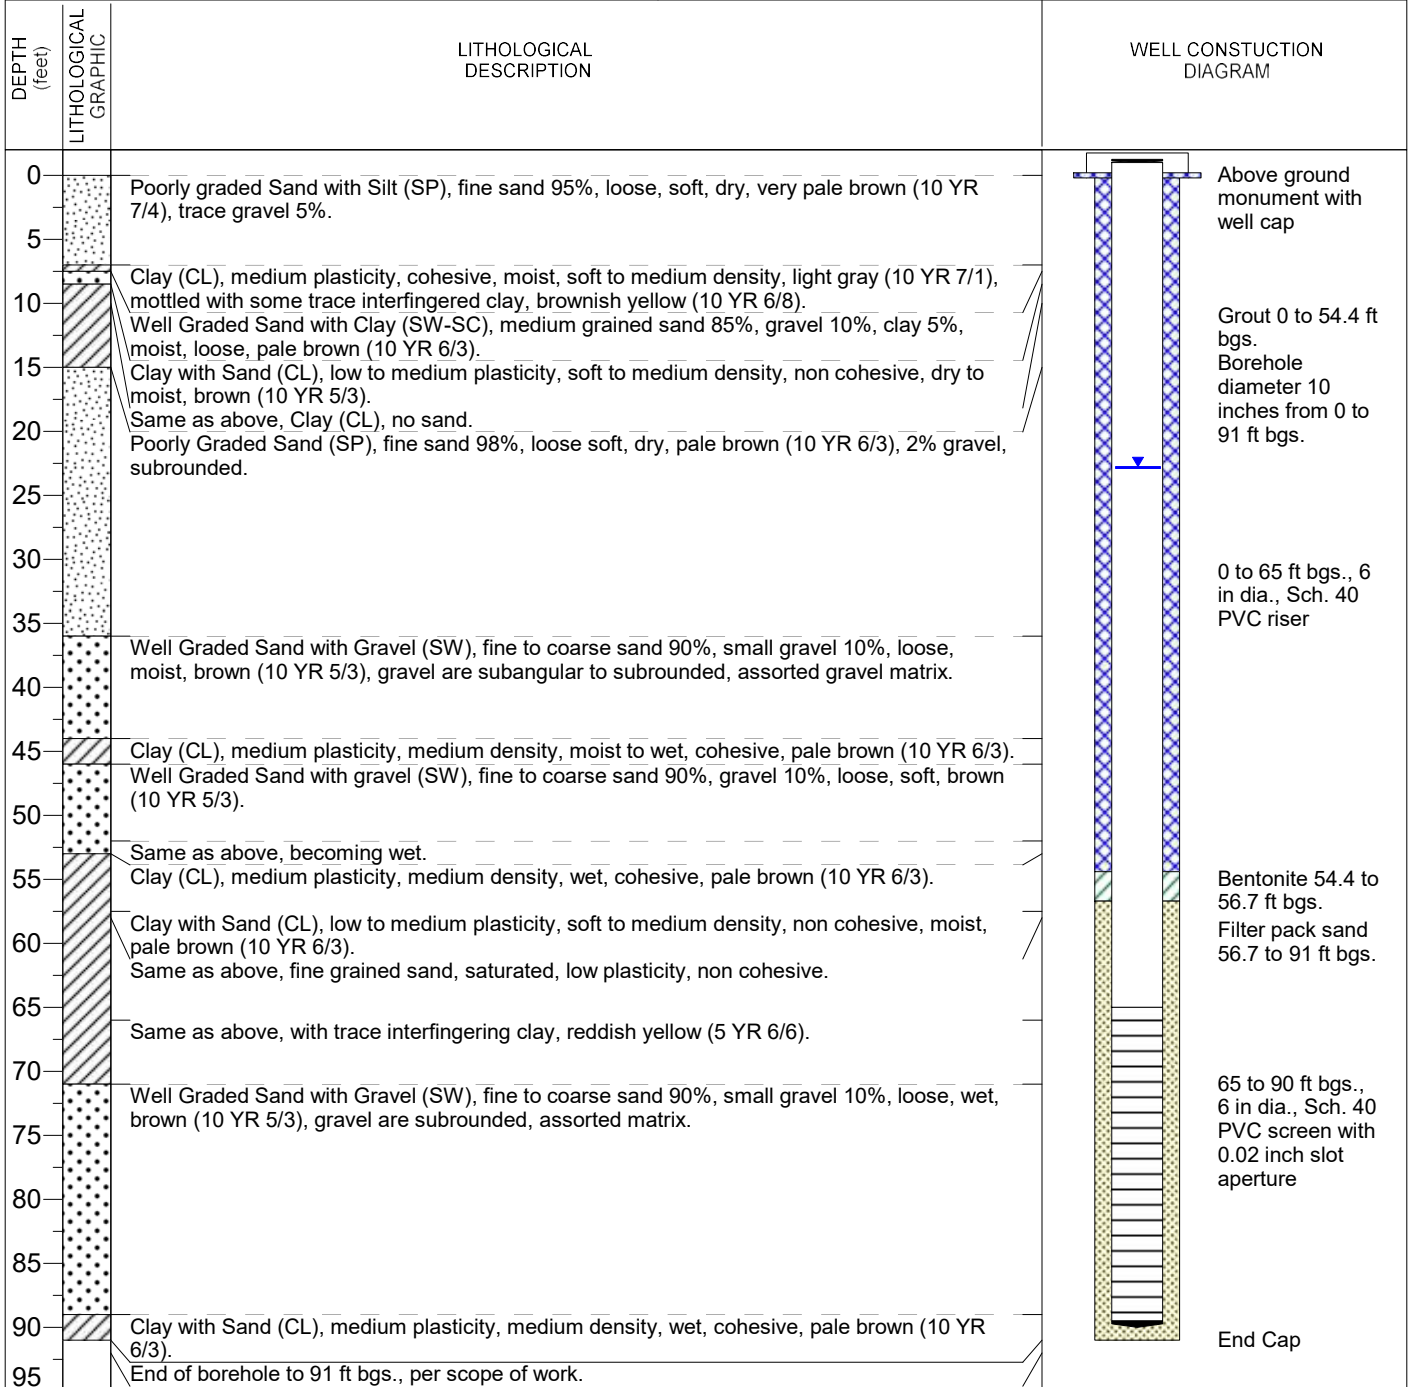 DEPTH
(feet)
LITHOLOGICAL
GRAPHIC
LITHOLOGICAL
DESCRIPTION
WELL CONSTUCTION
DIAGRAM
0
5
10
15
20
25
30
35
40
45
50
55
60
65
70
75
80
85
90
95
Poorly graded Sand with Silt (SP), fine sand 95%, loose, soft, dry, very pale brown (10 YR
7/4), trace gravel 5%.
Clay (CL), medium plasticity, cohesive, moist, soft to medium density, light gray (10 YR 7/1),
mottled with some trace interfingered clay, brownish yellow (10 YR 6/8).
Well Graded Sand with Clay (SW-SC), medium grained sand 85%, gravel 10%, clay 5%,
moist, loose, pale brown (10 YR 6/3).
Clay with Sand (CL), low to medium plasticity, soft to medium density, non cohesive, dry to
moist, brown (10 YR 5/3).
Same as above, Clay (CL), no sand.
Poorly Graded Sand (SP), fine sand 98%, loose soft, dry, pale brown (10 YR 6/3), 2% gravel,
subrounded.
Well Graded Sand with Gravel (SW), fine to coarse sand 90%, small gravel 10%, loose,
moist, brown (10 YR 5/3), gravel are subangular to subrounded, assorted gravel matrix.
Clay (CL), medium plasticity, medium density, moist to wet, cohesive, pale brown (10 YR 6/3).
Well Graded Sand with gravel (SW), fine to coarse sand 90%, gravel 10%, loose, soft, brown
(10 YR 5/3).
Same as above, becoming wet.
Clay (CL), medium plasticity, medium density, wet, cohesive, pale brown (10 YR 6/3).
Clay with Sand (CL), low to medium plasticity, soft to medium density, non cohesive, moist,
pale brown (10 YR 6/3).
Same as above, fine grained sand, saturated, low plasticity, non cohesive.
Same as above, with trace interfingering clay, reddish yellow (5 YR 6/6).
Well Graded Sand with Gravel (SW), fine to coarse sand 90%, small gravel 10%, loose, wet,
brown (10 YR 5/3), gravel are subrounded, assorted matrix.
Clay with Sand (CL), medium plasticity, medium density, wet, cohesive, pale brown (10 YR
6/3).
End of borehole to 91 ft bgs., per scope of work.
Above ground
monument with
well cap
Grout 0 to 54.4 ft
bgs.
Borehole
diameter 10
inches from 0 to
91 ft bgs.
0 to 65 ft bgs., 6
in dia., Sch. 40
PVC riser
Bentonite 54.4 to
56.7 ft bgs.
Filter pack sand
56.7 to 91 ft bgs.
65 to 90 ft bgs.,
6 in dia., Sch. 40
PVC screen with
0.02 inch slot
aperture
End Cap